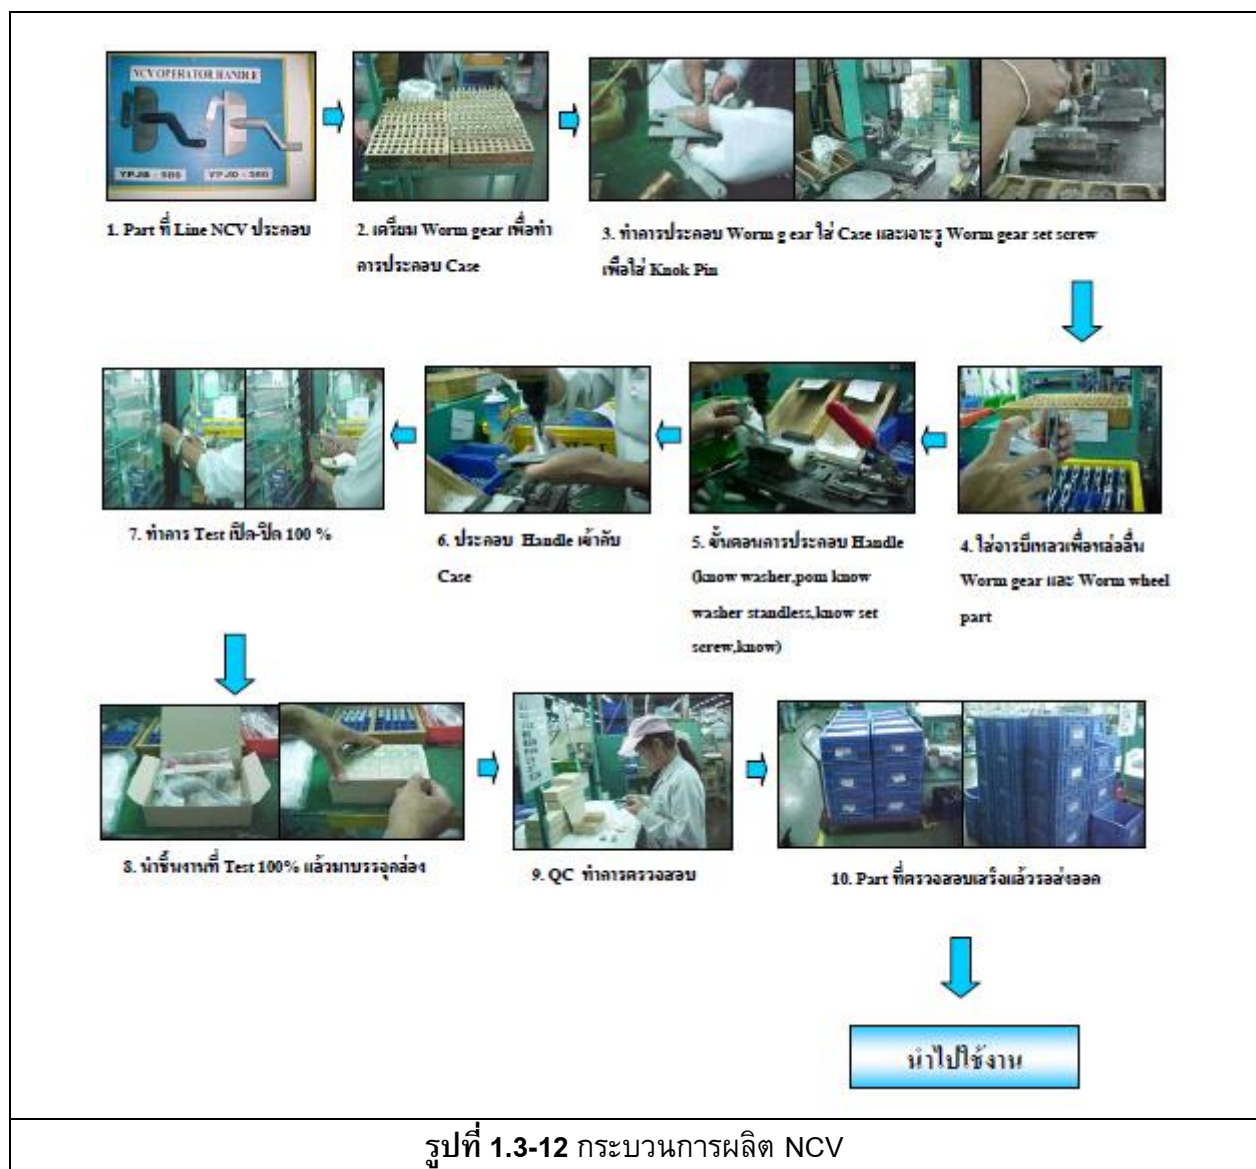 NCV OPERATOR HANDLE
YPJB - 580 YPJD - 580
1. Part ที่ Line NCV ประกอบ
2. เตรียม Worm gear เพื่อทำ
การประกอบ Case
3. ทำการประกอบ Worm g ear ใส่ Case และเจาะรู Worm gear set screw
เพื่อใส่ Knok Pin
4. ใส่จารบีเหลวเพื่อหล่อลื่น
Worm gear และ Worm wheel
part
5. ขั้นตอนการประกอบ Handle
(know washer,pom know
washer standless,know set
screw,know)
6. ประกอบ Handle เข้ากับ
Case
7. ทำการ Test เปิด-ปิด 100 %
8. นำชิ้นงานที่ Test 100% แล้วมาบรรจุกล่อง
9. QC ทำการตรวจสอบ
10. Part ที่ตรวจสอบเสร็จแล้วรอส่งออก
นำไปใช้งาน
รูปที่ 1.3-12 กระบวนการผลิต NCV